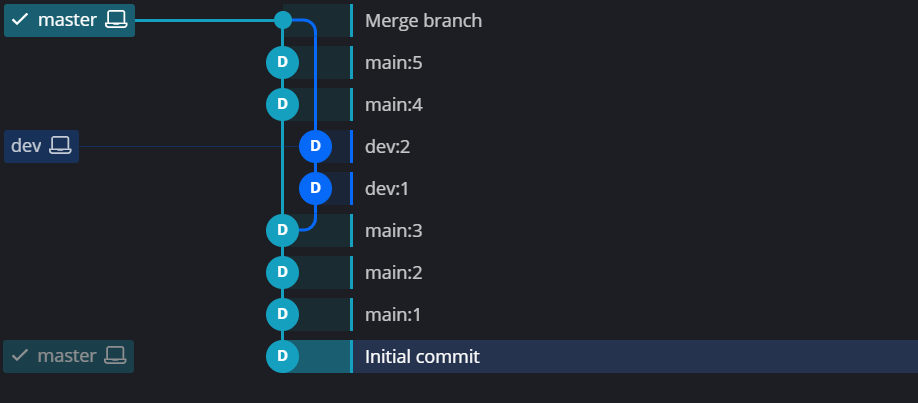 master Merge branch
D main:5
D main:4
dev D dev:2
D dev:1
D main:3
D main:2
D main:1
master D Initial commit